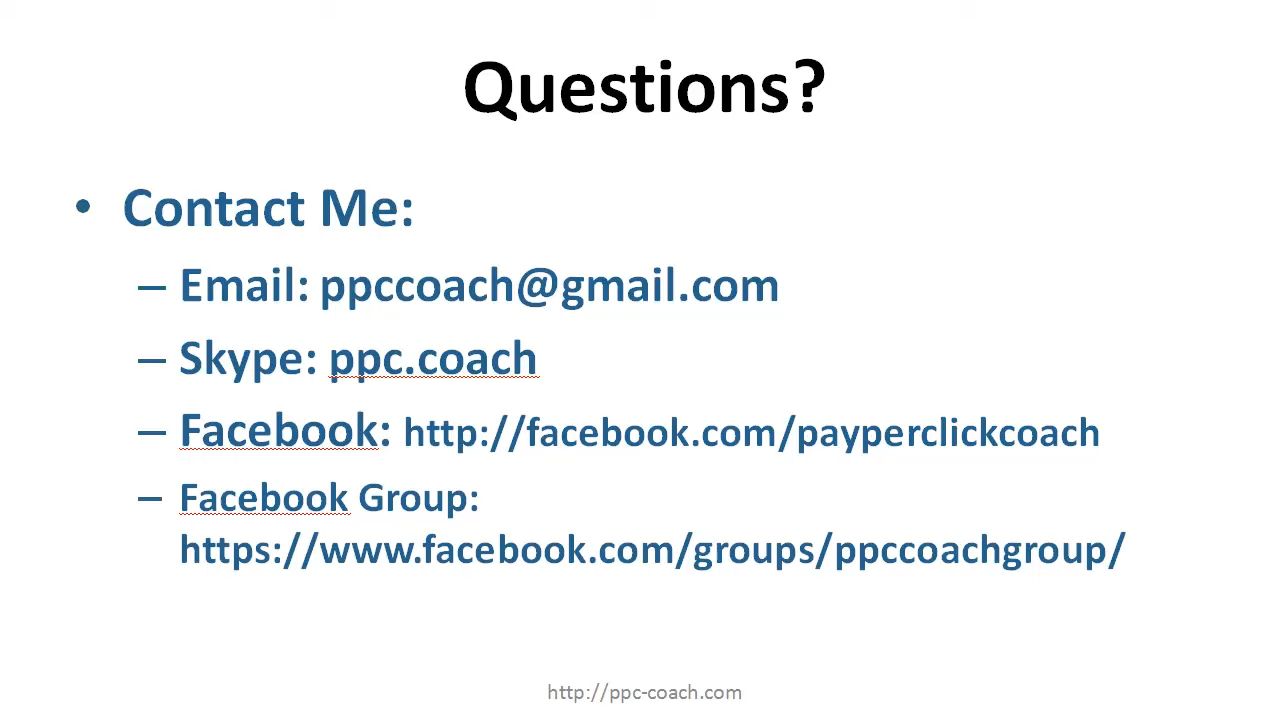 Questions?
• Contact Me:
– Email: ppccoach@gmail.com
– Skype: ppc.coach
– Facebook: http://facebook.com/payperclickcoach
– Facebook Group:
https://www.facebook.com/groups/ppccoachgroup/
http://ppc-coach.com